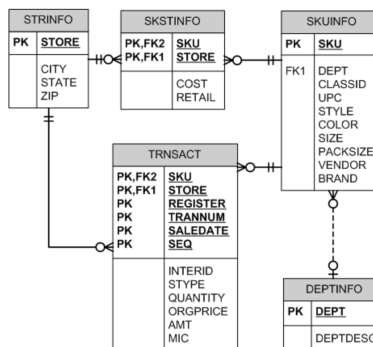 STRINFO
PK STORE
CITY
STATE
ZIP
SKSTINFO
PK,FK2 SKU
PK,FK1 STORE
COST
RETAIL
SKUINFO
PK SKU
FK1 DEPT
CLASSID
UPC
STYLE
COLOR
SIZE
PACKSIZE
VENDOR
BRAND
TRNSACT
PK,FK2 SKU
PK,FK1 STORE
PK REGISTER
PK TRANNUM
PK SALEDATE
PK SEQ
INTERID
STYPE
QUANTITY
ORGPRICE
AMT
MIC
DEPTINFO
PK DEPT
DEPTDESC